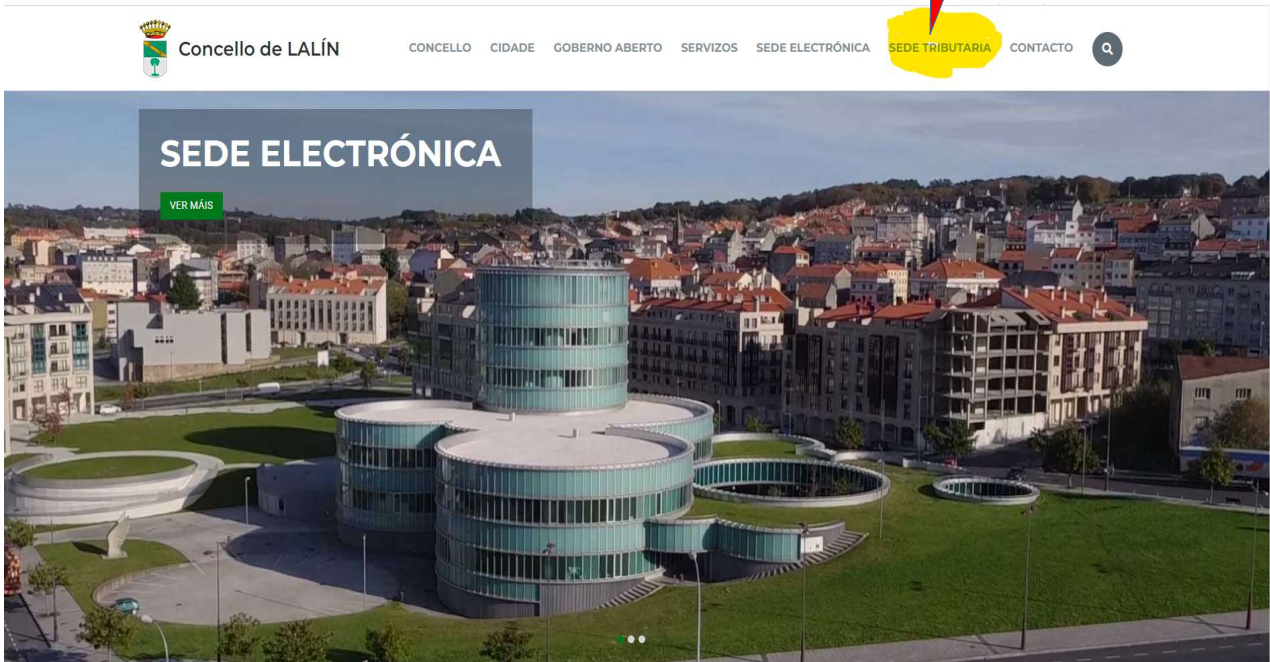 Concello de LALÍN
CONCELLO CIDADE GOBERNO ABERTO SERVIZOS SEDE ELECTRÓNICA SEDE TRIBUTARIA CONTACTO
SEDE ELECTRÓNICA
VER MÁIS